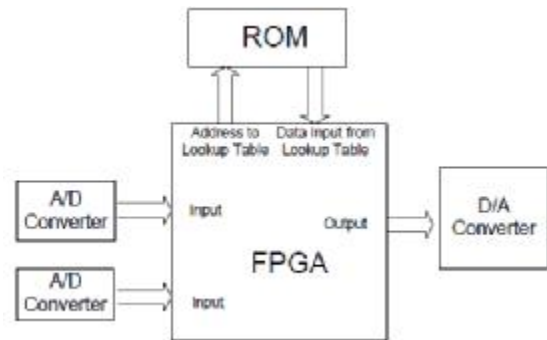 ROM
Address to
Lookup Table
Data Input from
Lookup Table
A/D
Converter
Input
Output
D/A
Converter
FPGA
A/D
Converter
Input